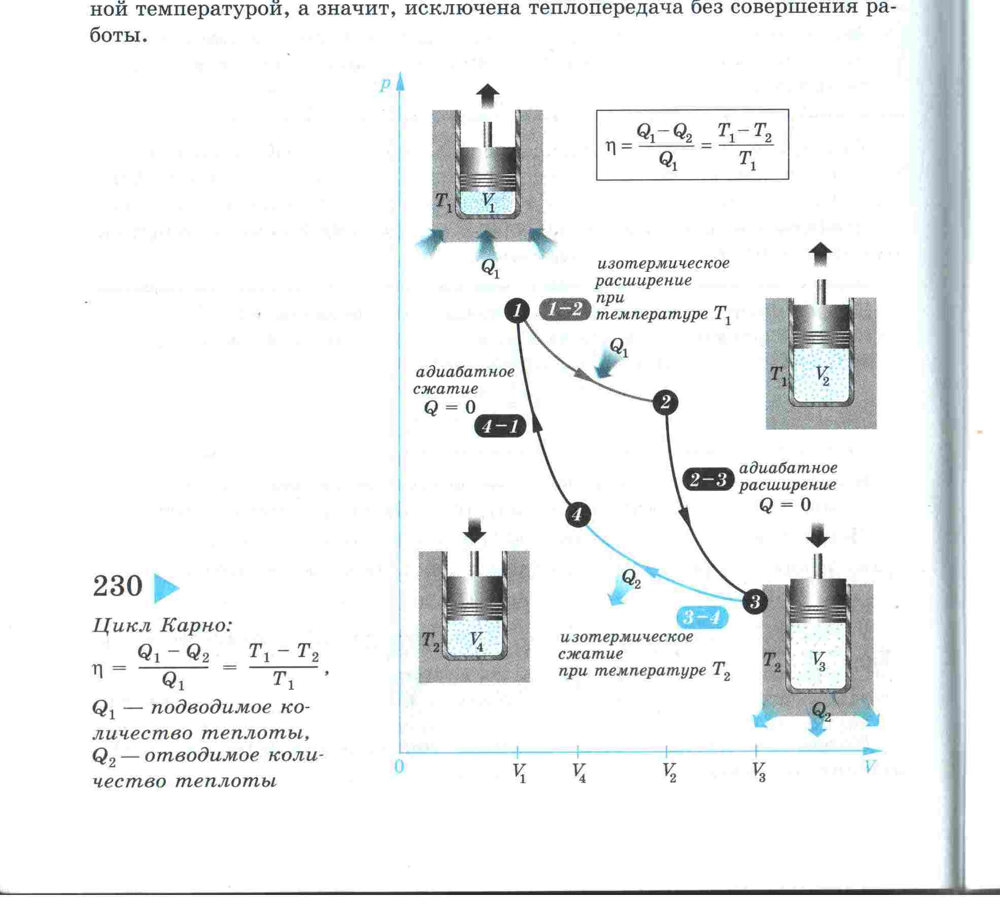 ной температурой, а значит, исключена теплопередача без совершения ра-
боты.
p
η = (Q₁ – Q₂)/Q₁ = (T₁ – T₂)/T₁
T₁
V₁
Q₁
изотермическое
расширение
при
температуре T₁
1 1–2
Q₁
T₁ V₂
адиабатное
сжатие
Q = 0
4–1
2
2–3
адиабатное
расширение
Q = 0
4
T₂ V₄
Q₂
3
3–4
изотермическое
сжатие
при температуре T₂
T₂ V₃
Q₂
0 V₁ V₄ V₂ V₃ V
230
Цикл Карно:
η = (Q₁ – Q₂)/Q₁ = (T₁ – T₂)/T₁,
Q₁ — подводимое ко-
личество теплоты,
Q₂ — отводимое коли-
чество теплоты